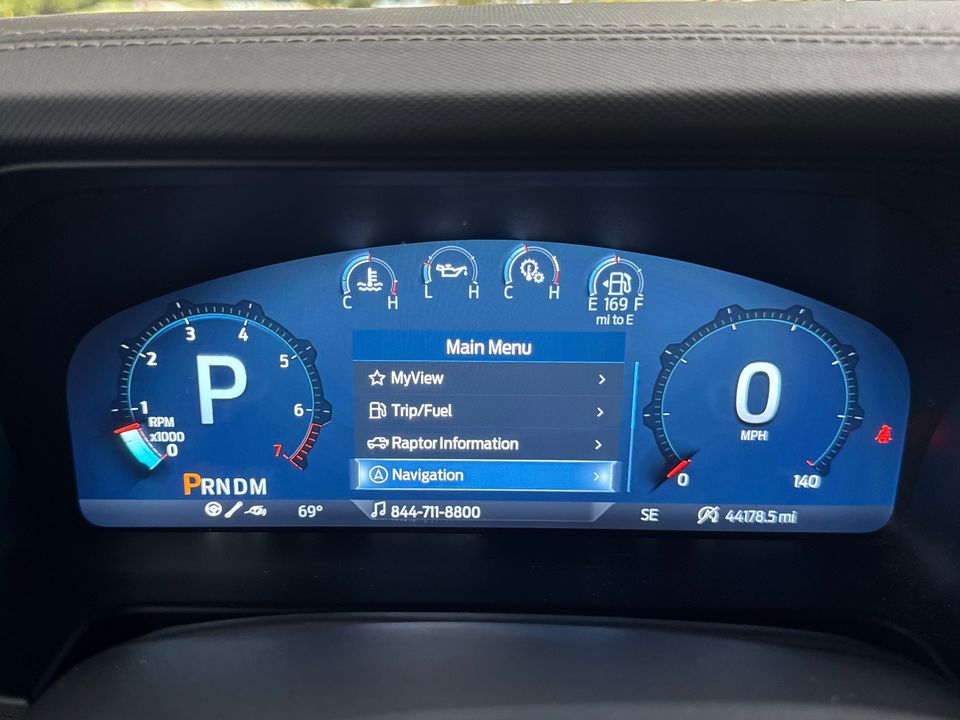 C H
L H
C H
E 169 F
mi to E
3 4
2 5
1 6
RPM
x1000
0 7
P
PRNDM
Main Menu
MyView
Trip/Fuel
Raptor Information
Navigation
0
MPH
0 140
69°
844-711-8800
SE
44178.5 mi